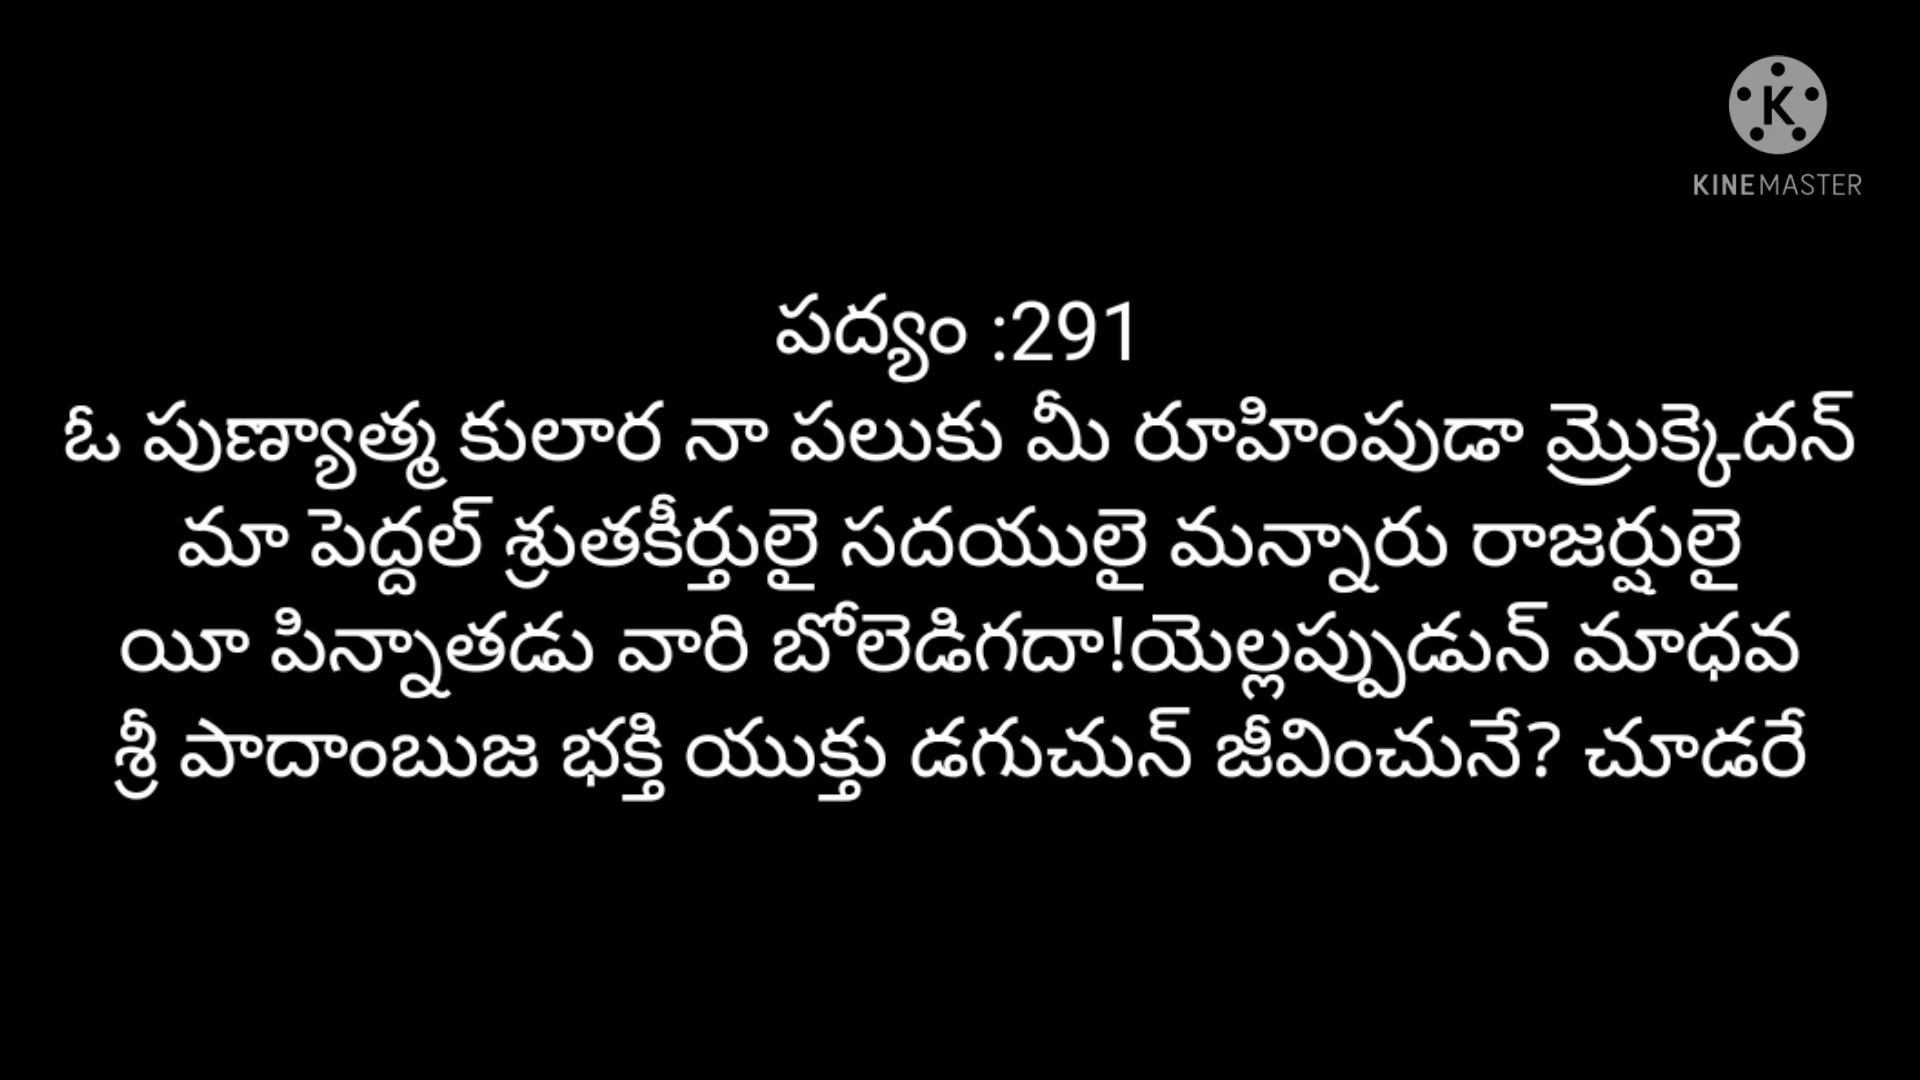 KINEMASTER
పద్యం :291
ఓ పుణ్యాత్మ కులార నా పలుకు మీ రూహింపుడా మ్రొక్కెదన్
మా పెద్దల్ శ్రుతకీర్తులై సదయులై మన్నారు రాజర్షులై
యీ పిన్నాతడు వారి బోలెడిగదా!యెల్లప్పుడున్ మాధవ
శ్రీ పాదాంబుజ భక్తి యుక్తు డగుచున్ జీవించునే? చూడరే